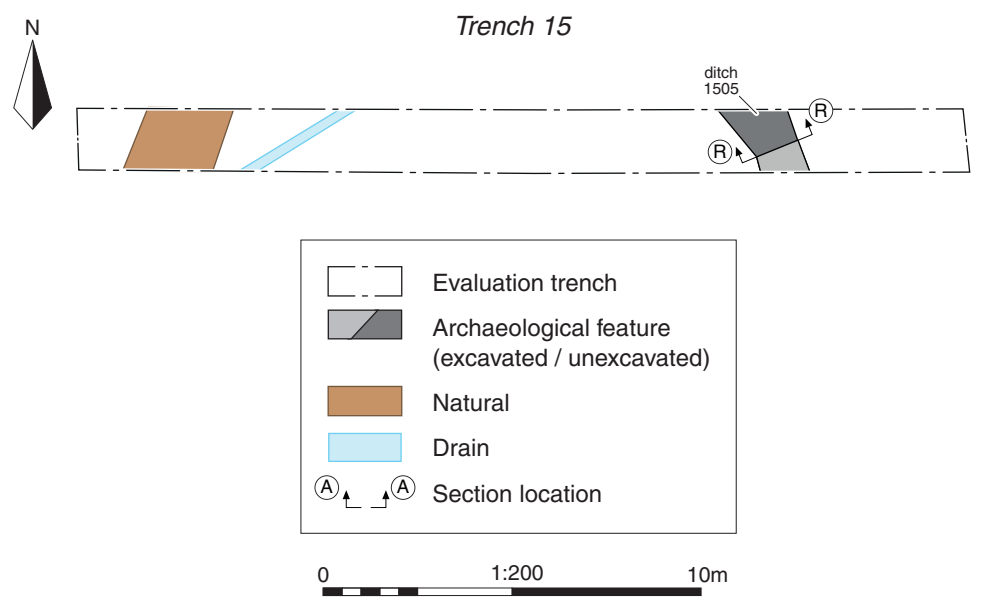 Trench 15
N
ditch
1505
R
R
Evaluation trench
Archaeological feature
(excavated / unexcavated)
Natural
Drain
A A Section location
0 1:200 10m